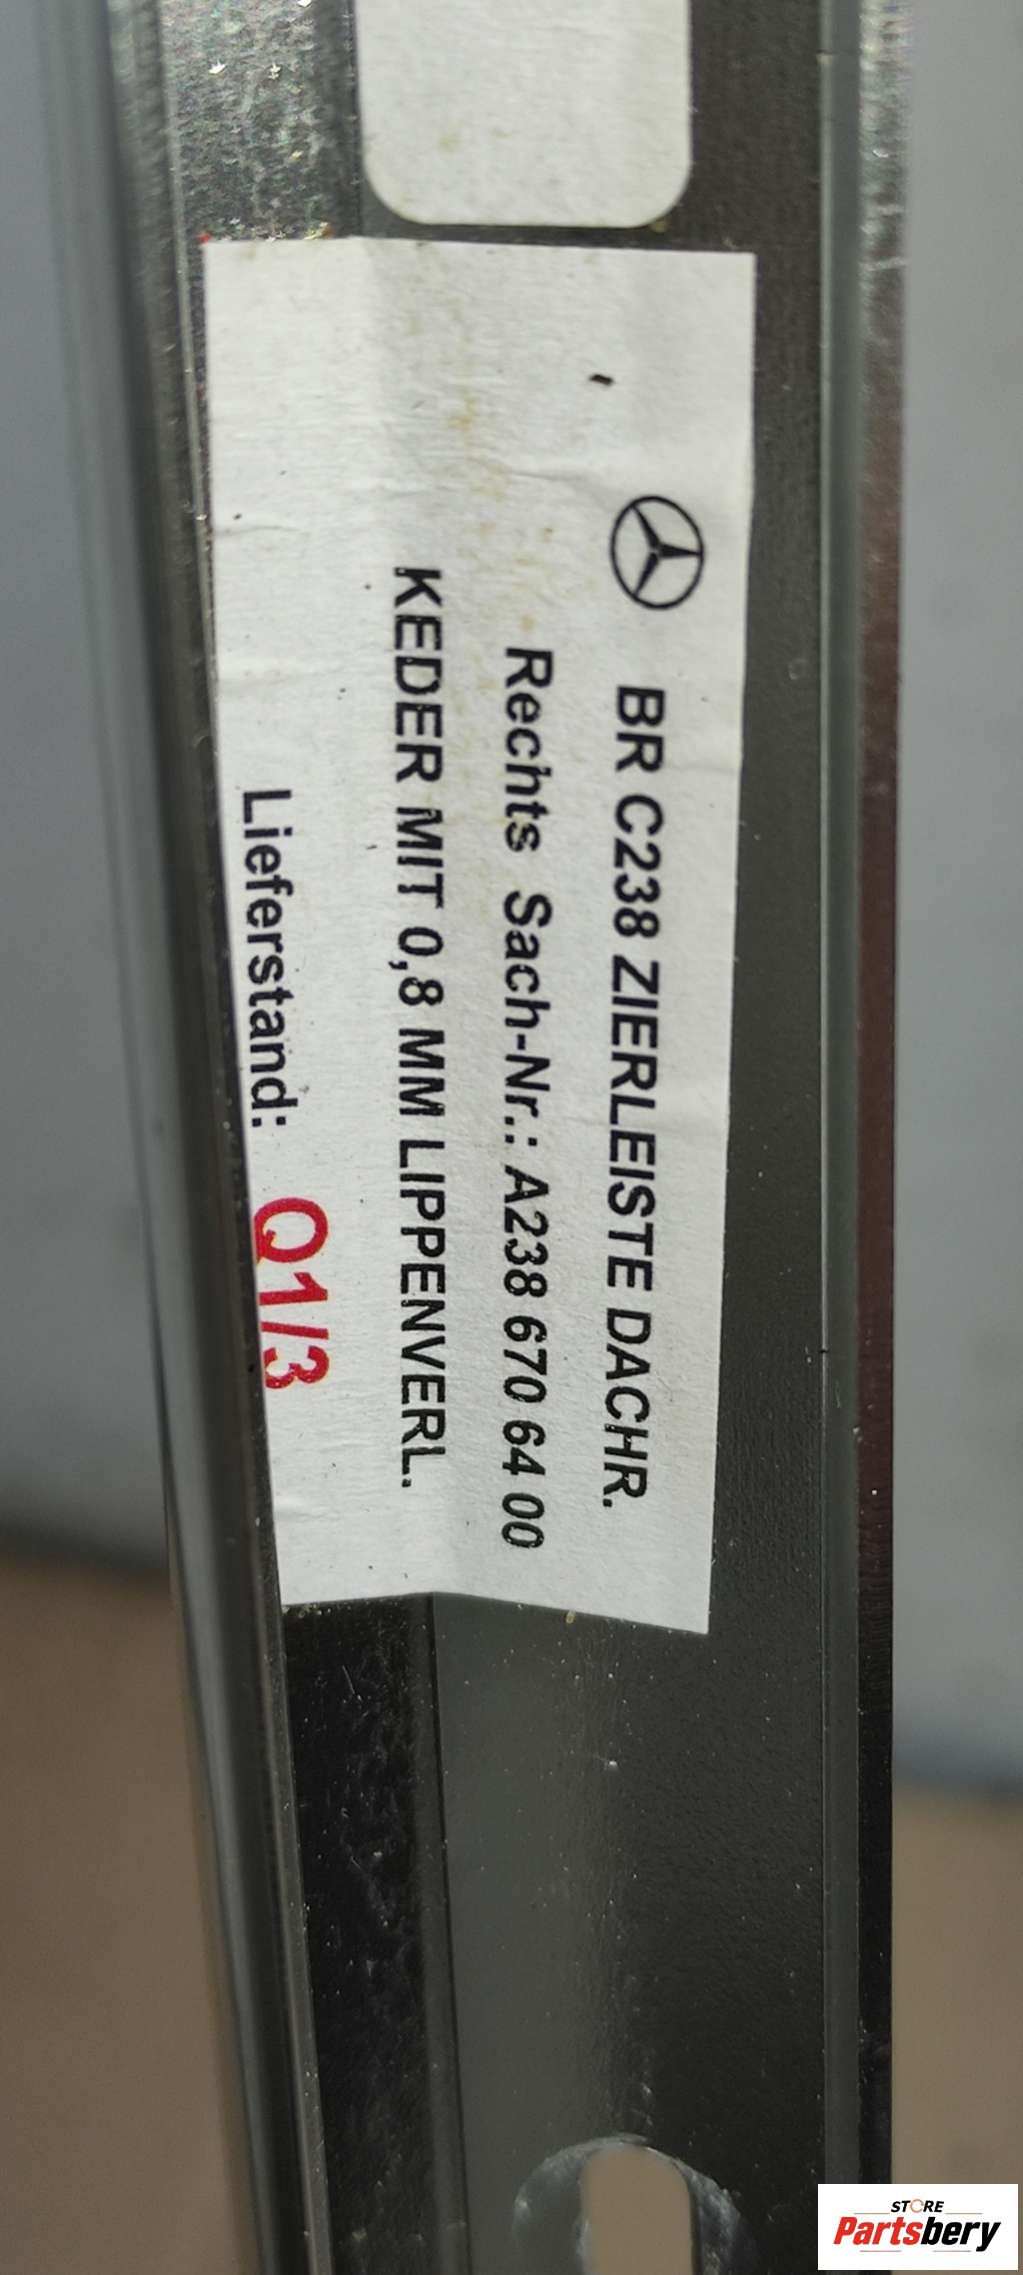 BR C238 ZIERLEISTE DACHR.
Rechts Sach-Nr.: A238 670 64 00
KEDER MIT 0,8 MM LIPPENVERL.
Lieferstand: Q1/3
STORE
Partsbery